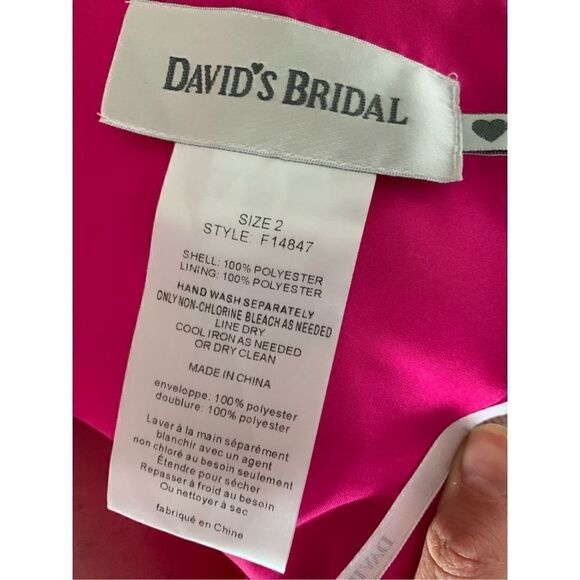 DAVID'S BRIDAL
SIZE 2
STYLE: F14847
SHELL: 100% POLYESTER
LINING: 100% POLYESTER
HAND WASH SEPARATELY
ONLY NON-CHLORINE BLEACH AS NEEDED
LINE DRY
COOL IRON AS NEEDED
OR DRY CLEAN
MADE IN CHINA
enveloppe: 100% polyester
doublure: 100% polyester
Laver à la main séparément
blanchir avec un agent
non chloré au besoin seulement
Étendre pour sécher
Repasser à froid au besoin
Ou nettoyer à sec
fabriqué en Chine